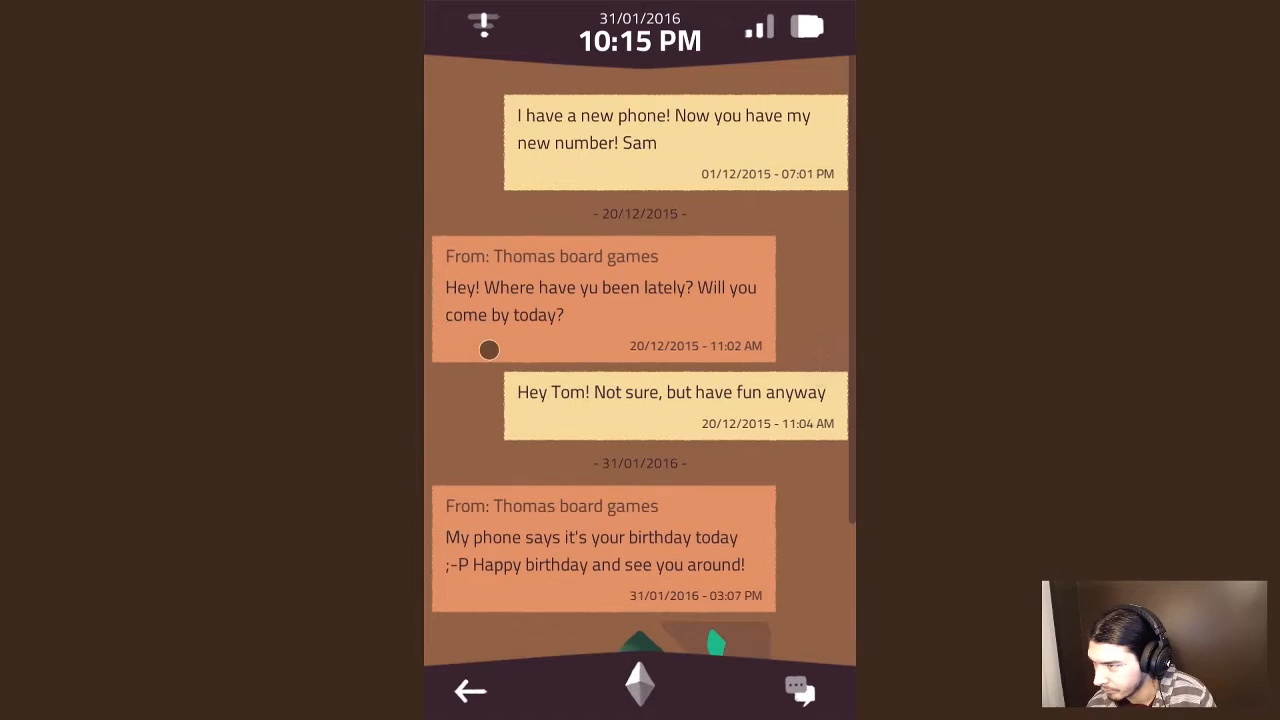 31/01/2016
10:15 PM
I have a new phone! Now you have my
new number! Sam
01/12/2015 - 07:01 PM
- 20/12/2015 -
From: Thomas board games
Hey! Where have yu been lately? Will you
come by today?
20/12/2015 - 11:02 AM
Hey Tom! Not sure, but have fun anyway
20/12/2015 - 11:04 AM
- 31/01/2016 -
From: Thomas board games
My phone says it's your birthday today
;-P Happy birthday and see you around!
31/01/2016 - 03:07 PM